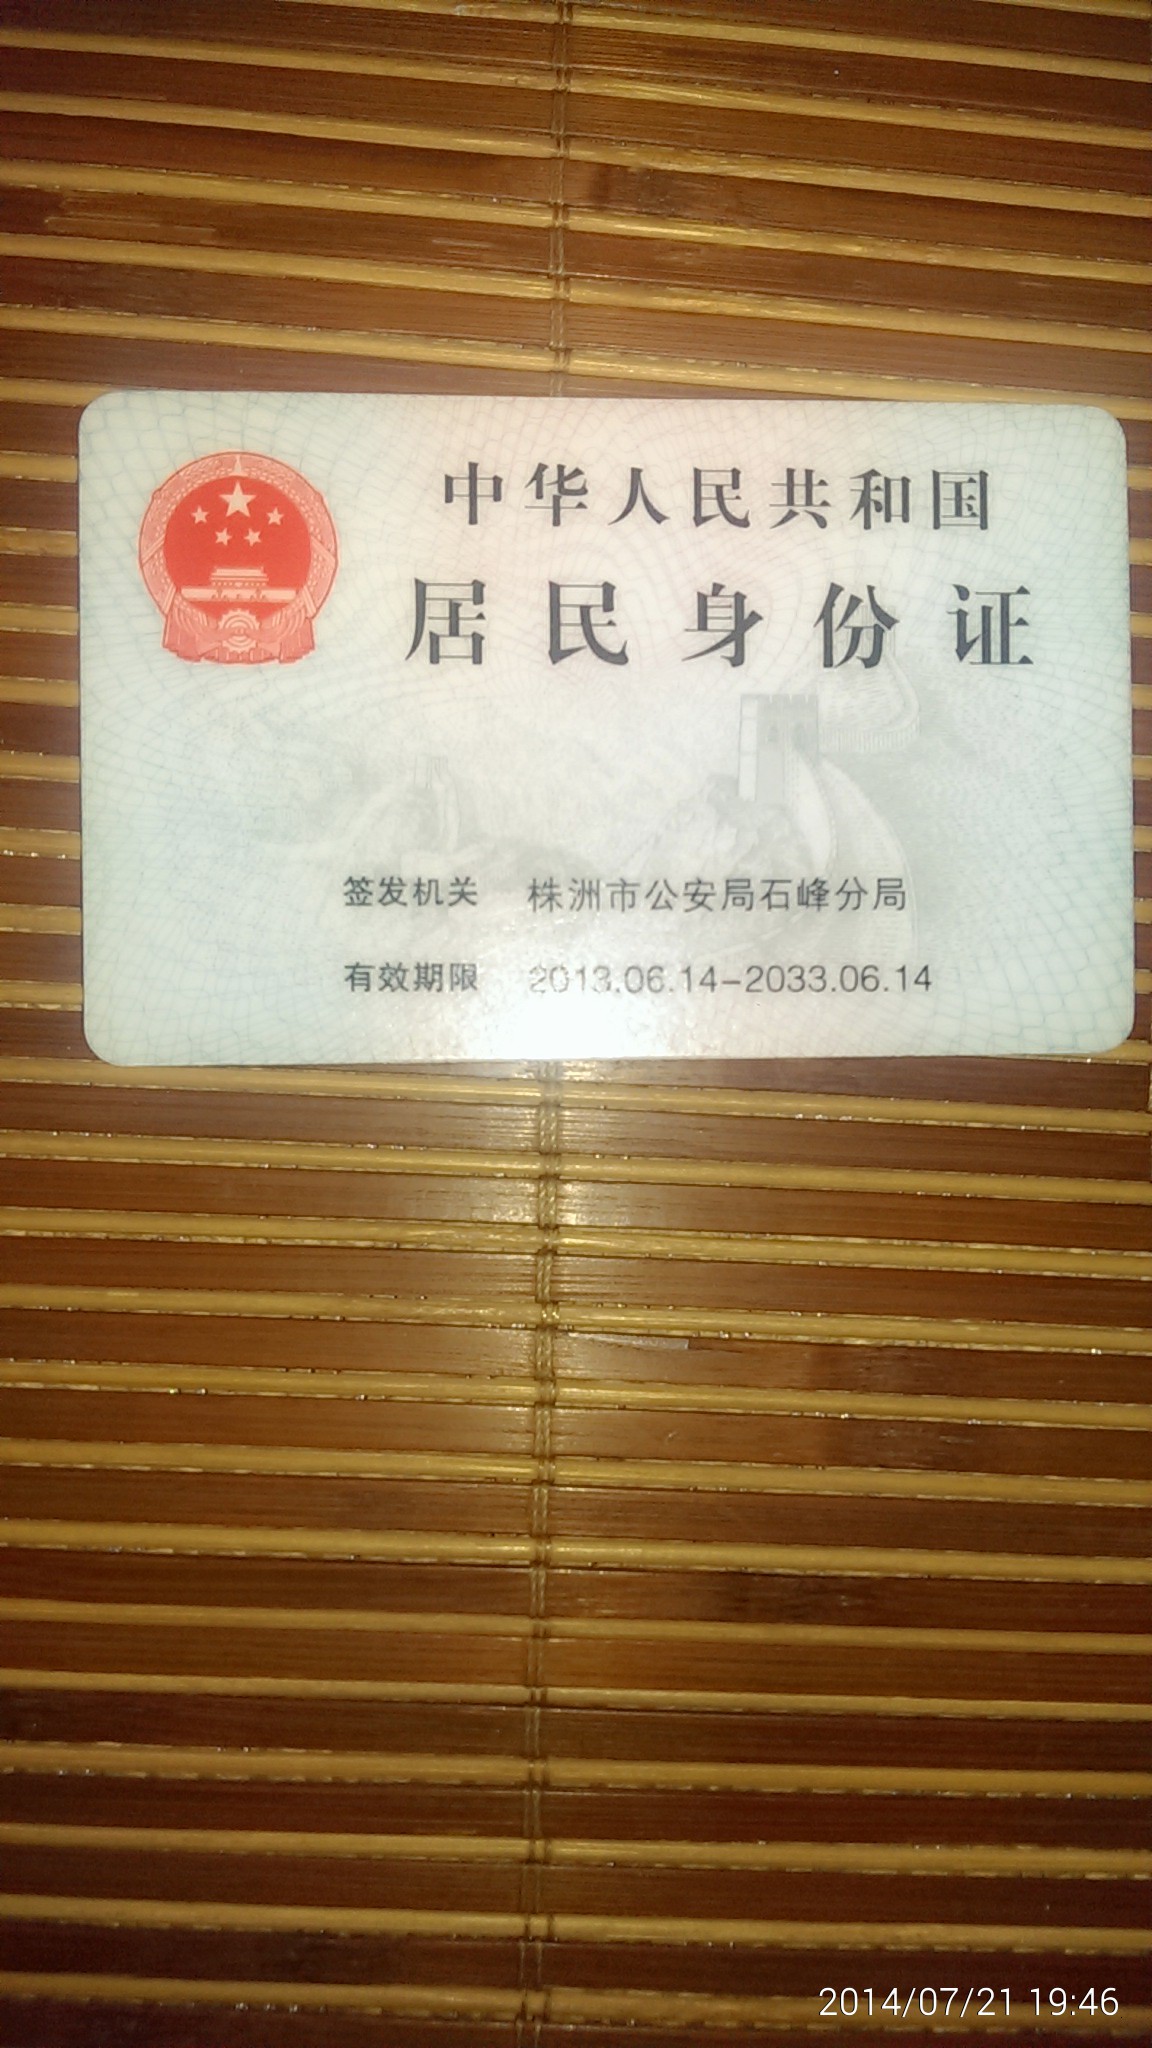 中华人民共和国
居民身份证
签发机关 株洲市公安局石峰分局
有效期限 2013.06.14-2033.06.14
2014/07/21 19:46